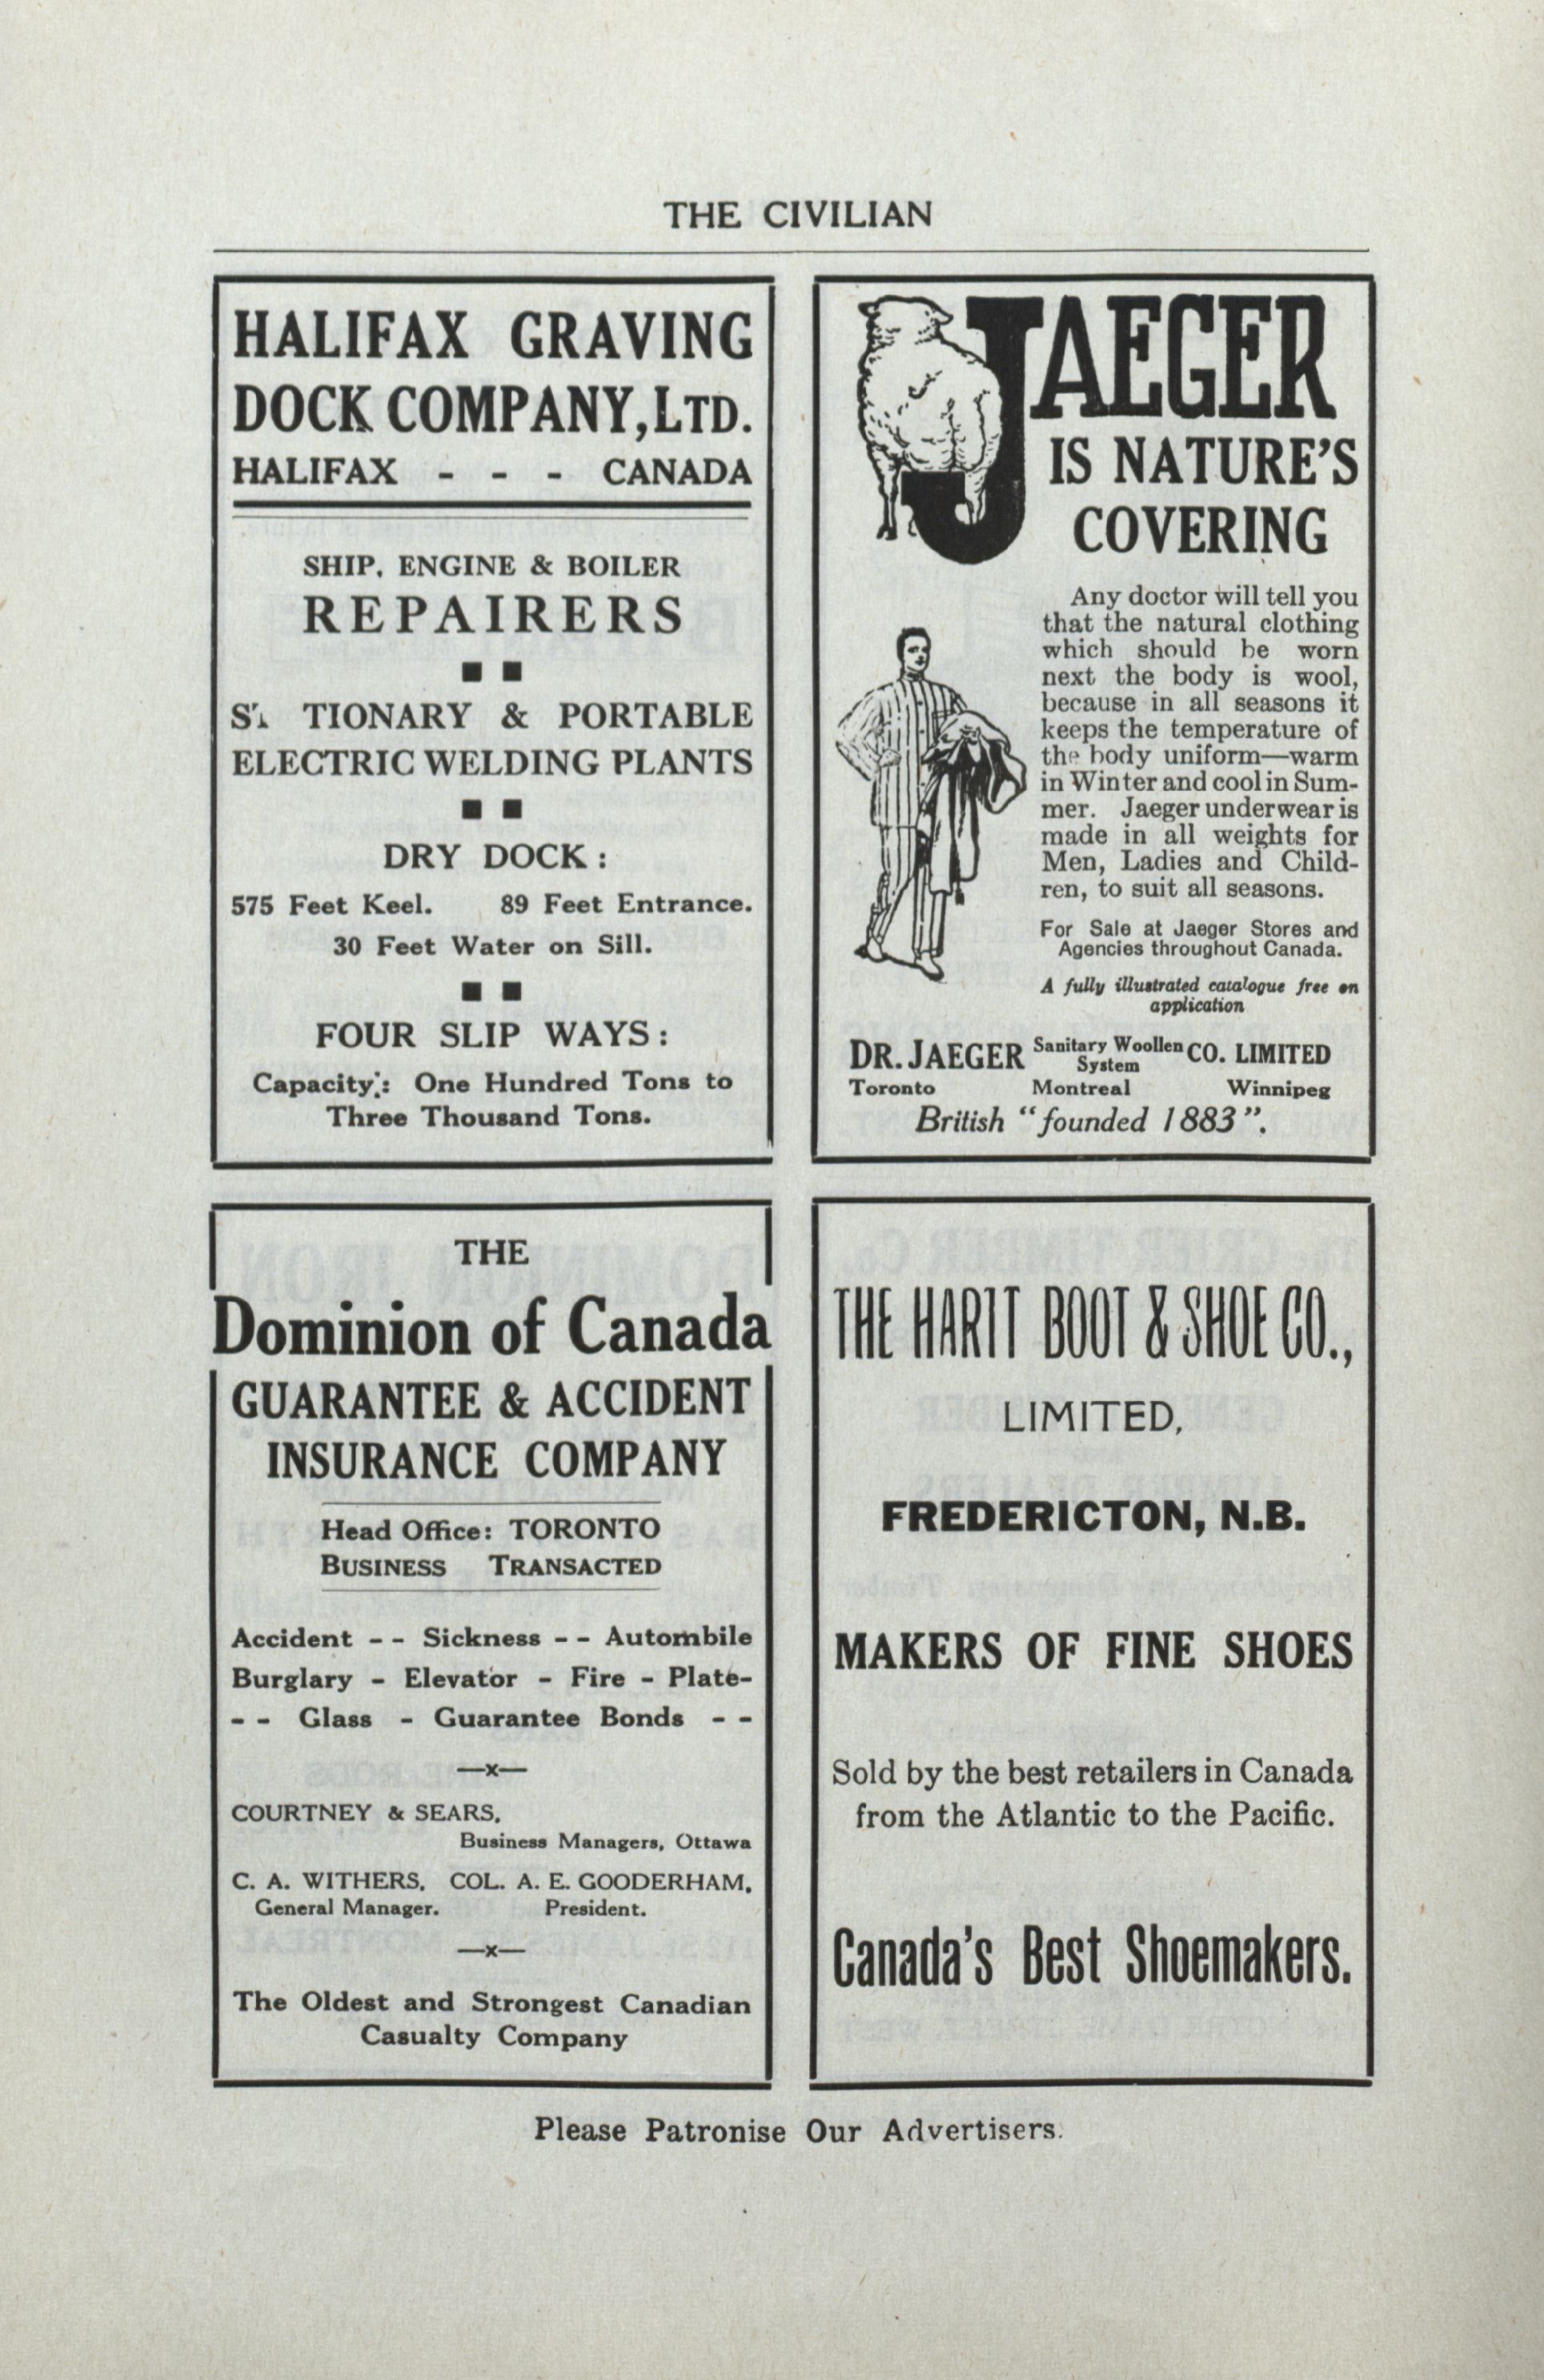 THE CIVILIAN
HALIFAX GRAVING
DOCK COMPANY, LTD.
HALIFAX - - - CANADA
SHIP, ENGINE & BOILER
REPAIRERS
STATIONARY & PORTABLE
ELECTRIC WELDING PLANTS
DRY DOCK:
575 Feet Keel. 89 Feet Entrance.
30 Feet Water on Sill.
FOUR SLIP WAYS:
Capacity: One Hundred Tons to
Three Thousand Tons.
JAEGER
IS NATURE'S
COVERING
Any doctor will tell you
that the natural clothing
which should be worn
next the body is wool,
because in all seasons it
keeps the temperature of
the body uniform—warm
in Winter and cool in Sum-
mer. Jaeger underwear is
made in all weights for
Men, Ladies and Child-
ren, to suit all seasons.
For Sale at Jaeger Stores and
Agencies throughout Canada.
A fully illustrated catalogue free on
application
DR. JAEGER Sanitary Woollen System CO. LIMITED
Toronto Montreal Winnipeg
British "founded 1883".
THE
Dominion of Canada
GUARANTEE & ACCIDENT
INSURANCE COMPANY
Head Office: TORONTO
BUSINESS TRANSACTED
Accident - - Sickness - - Autombile
Burglary - Elevator - Fire - Plate-
- - Glass - Guarantee Bonds - -
—x—
COURTNEY & SEARS,
Business Managers, Ottawa
C. A. WITHERS, COL. A. E. GOODERHAM,
General Manager. President.
—x—
The Oldest and Strongest Canadian
Casualty Company
THE HARTT BOOT & SHOE CO.,
LIMITED,
FREDERICTON, N.B.
MAKERS OF FINE SHOES
Sold by the best retailers in Canada
from the Atlantic to the Pacific.
Canada's Best Shoemakers.
Please Patronise Our Advertisers.